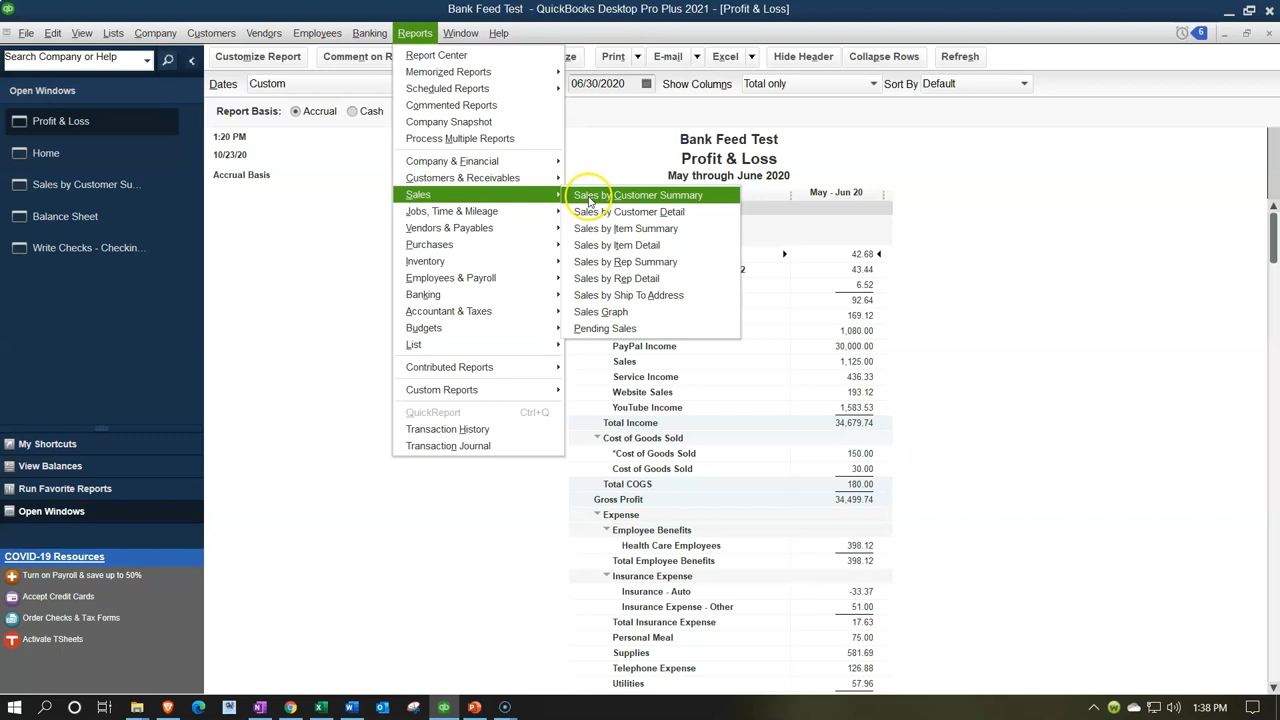 Bank Feed Test - QuickBooks Desktop Pro Plus 2021 - [Profit & Loss]
File Edit View Lists Company Customers Vendors Employees Banking Reports Window Help
6
Search Company or Help
Customize Report
Comment on R
ze
Print
E-mail
Excel
Hide Header
Collapse Rows
Refresh
Dates
Custom
06/30/2020
Show Columns
Total only
Sort By
Default
Report Basis:
Accrual
Cash
1:20 PM
10/23/20
Accrual Basis
Open Windows
Profit & Loss
Home
Sales by Customer Su...
Balance Sheet
Write Checks - Checkin...
My Shortcuts
View Balances
Run Favorite Reports
Open Windows
COVID-19 Resources
Turn on Payroll & save up to 50%
Accept Credit Cards
Order Checks & Tax Forms
Activate TSheets
Report Center
Memorized Reports
Scheduled Reports
Commented Reports
Company Snapshot
Process Multiple Reports
Company & Financial
Customers & Receivables
Sales
Jobs, Time & Mileage
Vendors & Payables
Purchases
Inventory
Employees & Payroll
Banking
Accountant & Taxes
Budgets
List
Contributed Reports
Custom Reports
QuickReport Ctrl+Q
Transaction History
Transaction Journal
Sales by Customer Summary
Sales by Customer Detail
Sales by Item Summary
Sales by Item Detail
Sales by Rep Summary
Sales by Rep Detail
Sales by Ship To Address
Sales Graph
Pending Sales
Bank Feed Test
Profit & Loss
May through June 2020
May - Jun 20
42.68
2 43.44
6.52
92.64
169.12
1,080.00
PayPal Income 30,000.00
Sales 1,125.00
Service Income 436.33
Website Sales 193.12
YouTube Income 1,583.53
Total Income 34,679.74
Cost of Goods Sold
*Cost of Goods Sold 150.00
Cost of Goods Sold 30.00
Total COGS 180.00
Gross Profit 34,499.74
Expense
Employee Benefits
Health Care Employees 398.12
Total Employee Benefits 398.12
Insurance Expense
Insurance - Auto -33.37
Insurance Expense - Other 51.00
Total Insurance Expense 17.63
Personal Meal 75.00
Supplies 581.69
Telephone Expense 126.88
Utilities 57.96
1:38 PM